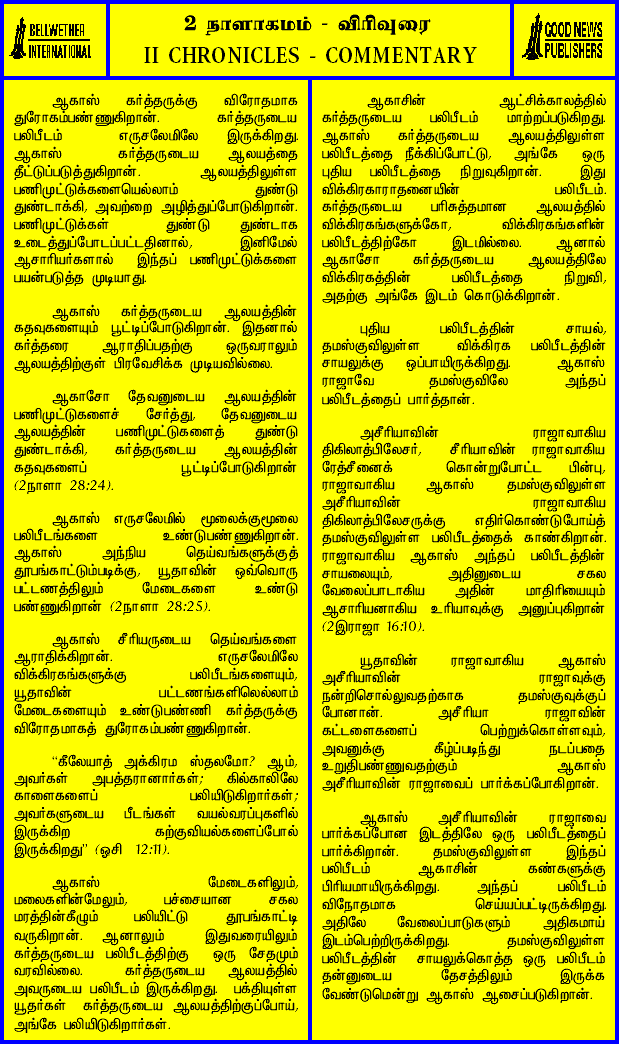 BELLWETHER
INTERNATIONAL
2 நாளாகமம் - விரிவுரை
II CHRONICLES - COMMENTARY
GOOD NEWS
PUBLISHERS
ஆகாஸ் கர்த்தருக்கு விரோதமாக
துரோகம்பண்ணுகிறான். கர்த்தருடைய
பலிபீடம் எருசலேமிலே இருக்கிறது.
ஆகாஸ் கர்த்தருடைய ஆலயத்தை
தீட்டுப்படுத்துகிறான். ஆலயத்திலுள்ள
பணிமுட்டுக்களையெல்லாம் துண்டு
துண்டாக்கி, அவற்றை அழித்துப்போடுகிறான்.
பணிமுட்டுக்கள் துண்டு துண்டாக
உடைத்துப்போடப்பட்டதினால், இனிமேல்
ஆசாரியர்களால் இந்தப் பணிமுட்டுக்களை
பயன்படுத்த முடியாது.
ஆகாஸ் கர்த்தருடைய ஆலயத்தின்
கதவுகளையும் பூட்டிப்போடுகிறான். இதனால்
கர்த்தரை ஆராதிப்பதற்கு ஒருவராலும்
ஆலயத்திற்குள் பிரவேசிக்க முடியவில்லை.
ஆகாசோ தேவனுடைய ஆலயத்தின்
பணிமுட்டுகளைச் சேர்த்து, தேவனுடைய
ஆலயத்தின் பணிமுட்டுகளைத் துண்டு
துண்டாக்கி, கர்த்தருடைய ஆலயத்தின்
கதவுகளைப் பூட்டிப்போடுகிறான்
(2நாளா 28:24).
ஆகாஸ் எருசலேமில் மூலைக்குமூலை
பலிபீடங்களை உண்டுபண்ணுகிறான்.
ஆகாஸ் அந்நிய தெய்வங்களுக்குத்
தூபங்காட்டும்படிக்கு, யூதாவின் ஒவ்வொரு
பட்டணத்திலும் மேடைகளை உண்டு
பண்ணுகிறான் (2நாளா 28:25).
ஆகாஸ் சீரியருடைய தெய்வங்களை
ஆராதிக்கிறான். எருசலேமிலே
விக்கிரகங்களுக்கு பலிபீடங்களையும்,
யூதாவின் பட்டணங்களிலெல்லாம்
மேடைகளையும் உண்டுபண்ணி கர்த்தருக்கு
விரோதமாகத் துரோகம்பண்ணுகிறான்.
"கீலேயாத் அக்கிரம ஸ்தலமோ? ஆம்,
அவர்கள் அபத்தரானார்கள்; கில்காலிலே
காளைகளைப் பலியிடுகிறார்கள்;
அவர்களுடைய பீடங்கள் வயல்வரப்புகளில்
இருக்கிற கற்குவியல்களைப்போல்
இருக்கிறது" (ஓசி 12:11).
ஆகாஸ் மேடைகளிலும்,
மலைகளின்மேலும், பச்சையான சகல
மரத்தின்கீழும் பலியிட்டு தூபங்காட்டி
வருகிறான். ஆனாலும் இதுவரையிலும்
கர்த்தருடைய பலிபீடத்திற்கு ஒரு சேதமும்
வரவில்லை. கர்த்தருடைய ஆலயத்தில்
அவருடைய பலிபீடம் இருக்கிறது. பக்தியுள்ள
யூதர்கள் கர்த்தருடைய ஆலயத்திற்குப்போய்,
அங்கே பலியிடுகிறார்கள்.
ஆகாசின் ஆட்சிக்காலத்தில்
கர்த்தருடைய பலிபீடம் மாற்றப்படுகிறது.
ஆகாஸ் கர்த்தருடைய ஆலயத்திலுள்ள
பலிபீடத்தை நீக்கிப்போட்டு, அங்கே ஒரு
புதிய பலிபீடத்தை நிறுவுகிறான். இது
விக்கிரகாராதனையின் பலிபீடம்.
கர்த்தருடைய பரிசுத்தமான ஆலயத்தில்
விக்கிரகங்களுக்கோ, விக்கிரகங்களின்
பலிபீடத்திற்கோ இடமில்லை. ஆனால்
ஆகாசோ கர்த்தருடைய ஆலயத்திலே
விக்கிரகத்தின் பலிபீடத்தை நிறுவி,
அதற்கு அங்கே இடம் கொடுக்கிறான்.
புதிய பலிபீடத்தின் சாயல்,
தமஸ்குவிலுள்ள விக்கிரக பலிபீடத்தின்
சாயலுக்கு ஒப்பாயிருக்கிறது. ஆகாஸ்
ராஜாவே தமஸ்குவிலே அந்தப்
பலிபீடத்தைப் பார்த்தான்.
அசீரியாவின் ராஜாவாகிய
திகிலாத்பிலேசர், சீரியாவின் ராஜாவாகிய
ரேத்சீனைக் கொன்றுபோட்ட பின்பு,
ராஜாவாகிய ஆகாஸ் தமஸ்குவிலுள்ள
அசீரியாவின் ராஜாவாகிய
திகிலாத்பிலேசருக்கு எதிர்கொண்டுபோய்த்
தமஸ்குவிலுள்ள பலிபீடத்தைக் காண்கிறான்.
ராஜாவாகிய ஆகாஸ் அந்தப் பலிபீடத்தின்
சாயலையும், அதினுடைய சகல
வேலைப்பாடாகிய அதின் மாதிரியையும்
ஆசாரியனாகிய உரியாவுக்கு அனுப்புகிறான்
(2இராஜா 16:10).
யூதாவின் ராஜாவாகிய ஆகாஸ்
அசீரியாவின் ராஜாவுக்கு
நன்றிசொல்லுவதற்காக தமஸ்குவுக்குப்
போனான். அசீரியா ராஜாவின்
கட்டளைகளைப் பெற்றுக்கொள்ளவும்,
அவனுக்கு கீழ்ப்படிந்து நடப்பதை
உறுதிபண்ணுவதற்கும் ஆகாஸ்
அசீரியாவின் ராஜாவைப் பார்க்கப்போகிறான்.
ஆகாஸ் அசீரியாவின் ராஜாவை
பார்க்கப்போன இடத்திலே ஒரு பலிபீடத்தைப்
பார்க்கிறான். தமஸ்குவிலுள்ள இந்தப்
பலிபீடம் ஆகாசின் கண்களுக்கு
பிரியமாயிருக்கிறது. அந்தப் பலிபீடம்
விநோதமாக செய்யப்பட்டிருக்கிறது.
அதிலே வேலைப்பாடுகளும் அதிகமாய்
இடம்பெற்றிருக்கிறது. தமஸ்குவிலுள்ள
பலிபீடத்தின் சாயலுக்கொத்த ஒரு பலிபீடம்
தன்னுடைய தேசத்திலும் இருக்க
வேண்டுமென்று ஆகாஸ் ஆசைப்படுகிறான்.